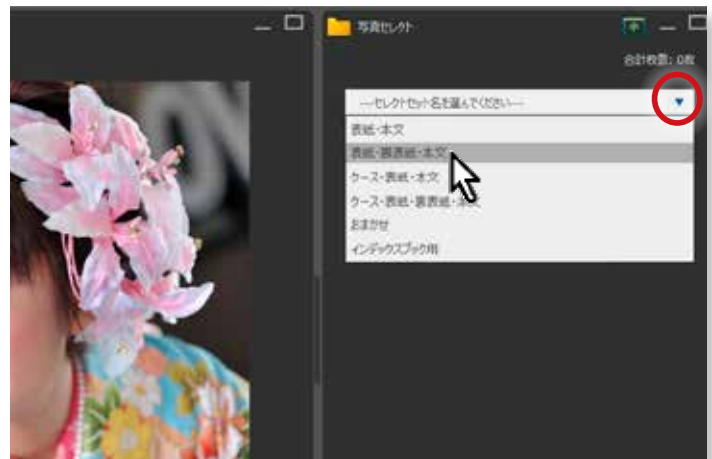 写真セレクト
合計枚数: 0枚
---セレクトセット名を選んでください---
表紙・本文
表紙・裏表紙・本文
ケース・表紙・本文
ケース・表紙・裏表紙・本文
おまかせ
インデックスブック用